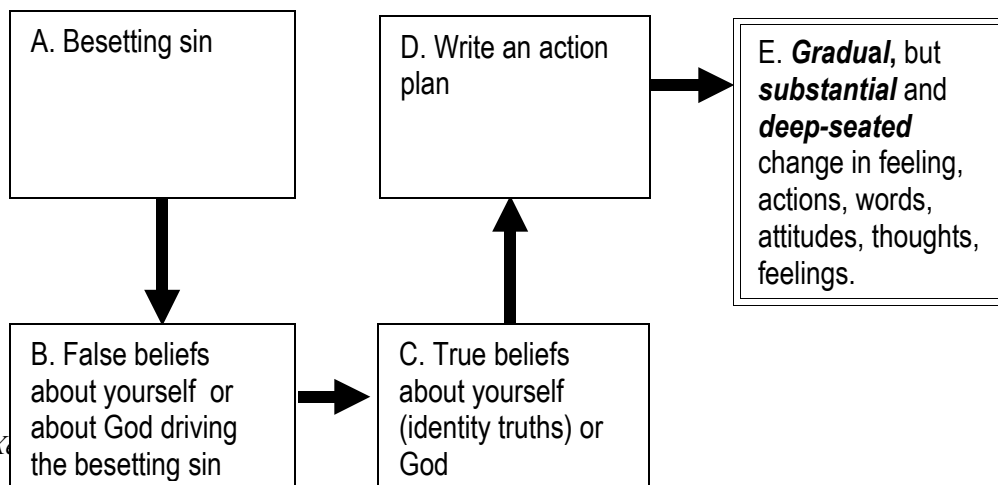 A. Besetting sin
B. False beliefs
about yourself or
about God driving
the besetting sin
C. True beliefs
about yourself
(identity truths) or
God
D. Write an action
plan
E. Gradual, but
substantial and
deep-seated
change in feeling,
actions, words,
attitudes, thoughts,
feelings.